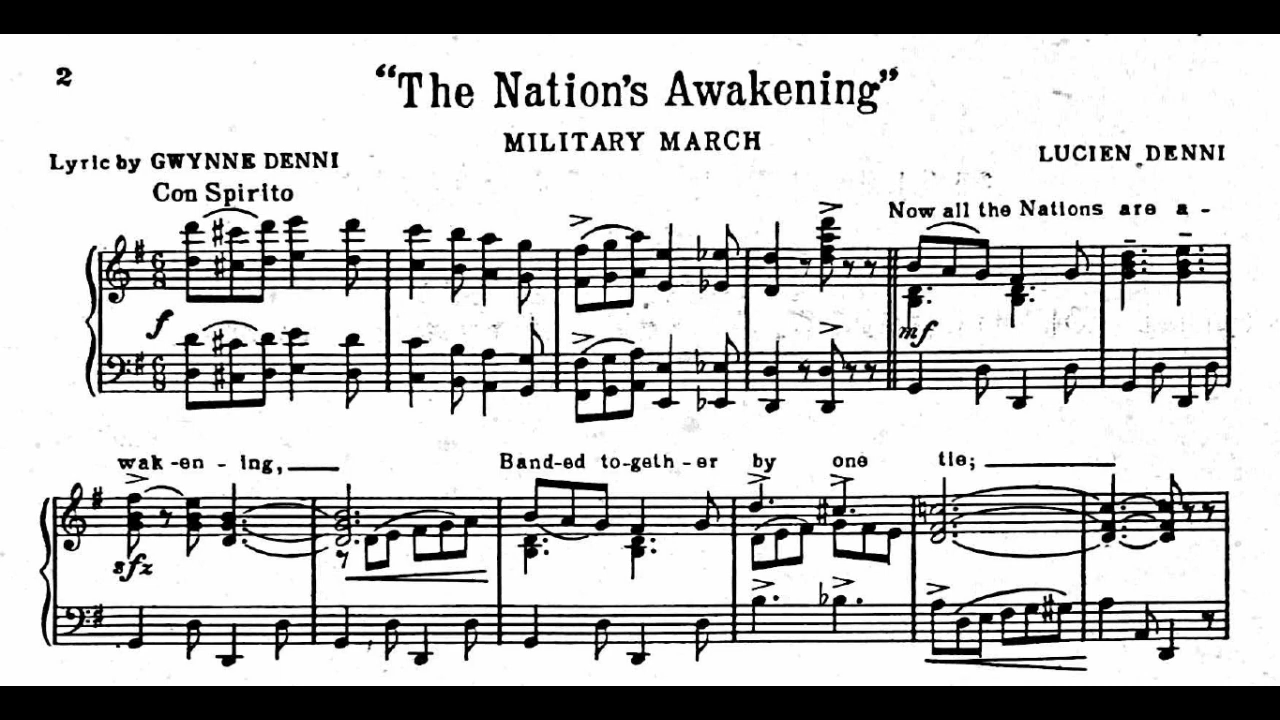 2
“The Nation's Awakening”
MILITARY MARCH
Lyric by GWYNNE DENNI
LUCIEN DENNI
Con Spirito
Now all the Nations are a -
f
mf
wak - en - ing,
Band-ed to-geth-er by one tie;
sfz